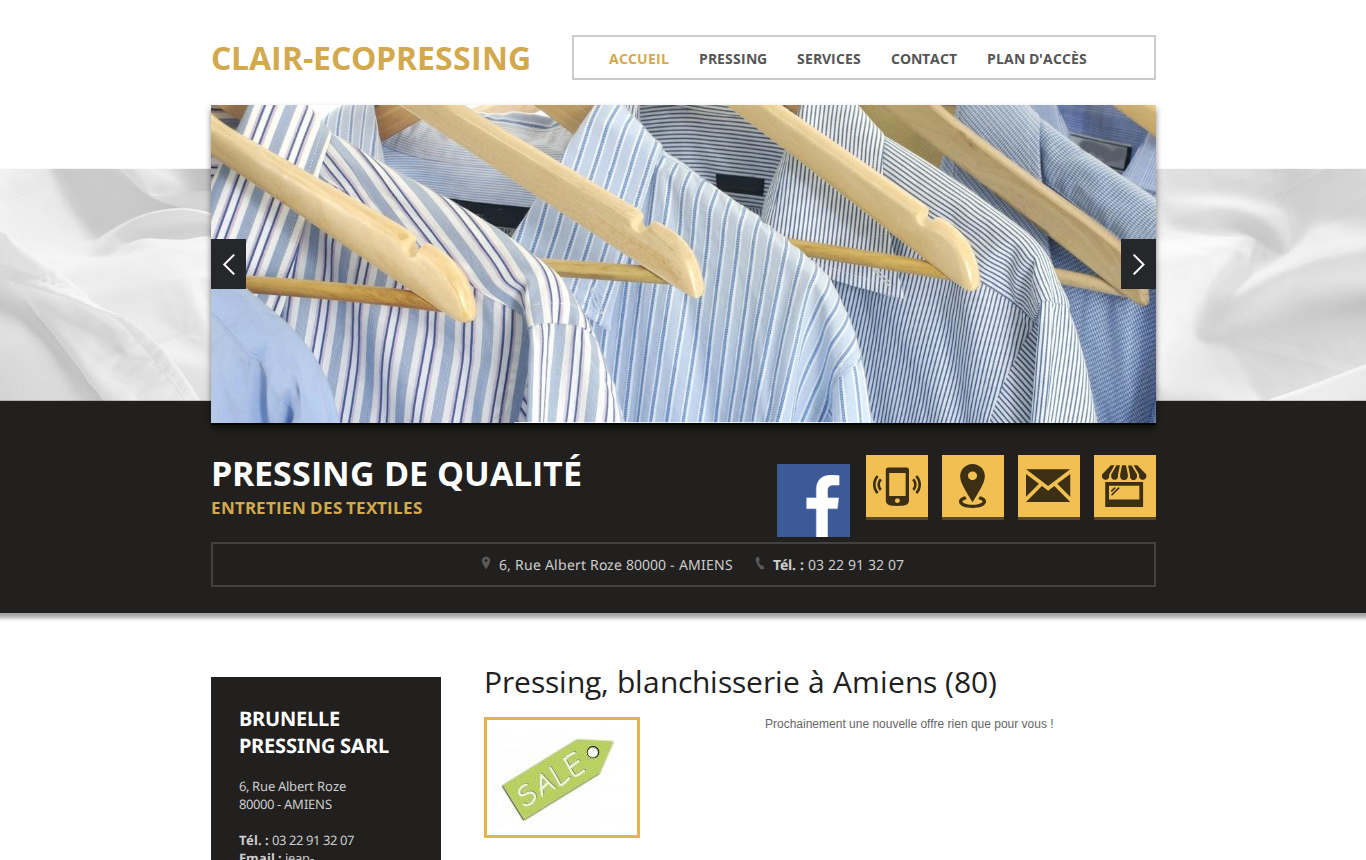 CLAIR-ECOPRESSING
ACCUEIL PRESSING SERVICES CONTACT PLAN D'ACCÈS
PRESSING DE QUALITÉ
ENTRETIEN DES TEXTILES
6, Rue Albert Roze 80000 - AMIENS Tél. : 03 22 91 32 07
BRUNELLE
PRESSING SARL
6, Rue Albert Roze
80000 - AMIENS
Tél. : 03 22 91 32 07
Email : jean-
Pressing, blanchisserie à Amiens (80)
SALE
Prochainement une nouvelle offre rien que pour vous !